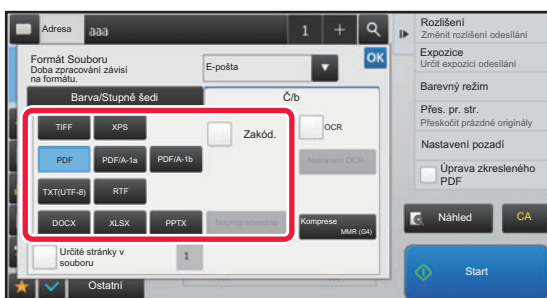 Adresa aaa 1 +
Formát Souboru
Doba zpracování závisí
na formátu.
E-pošta
OK
Barva/Stupně šedi
Č/b
TIFF XPS
Zakód.
OCR
PDF PDF/A-1a PDF/A-1b
Nastavení OCR
TXT(UTF-8) RTF
DOCX XLSX PPTX
Neprogramováno
Komprese
MMR (G4)
Určité stránky v
souboru
1
Ostatní
Rozlišení
Změnit rozlišení odesílání
Expozice
Určit expozici odesílání
Barevný režim
Přes. pr. str.
Přeskočit prázdné originály
Nastavení pozadí
Úprava zkresleného
PDF
Náhled
CA
Start